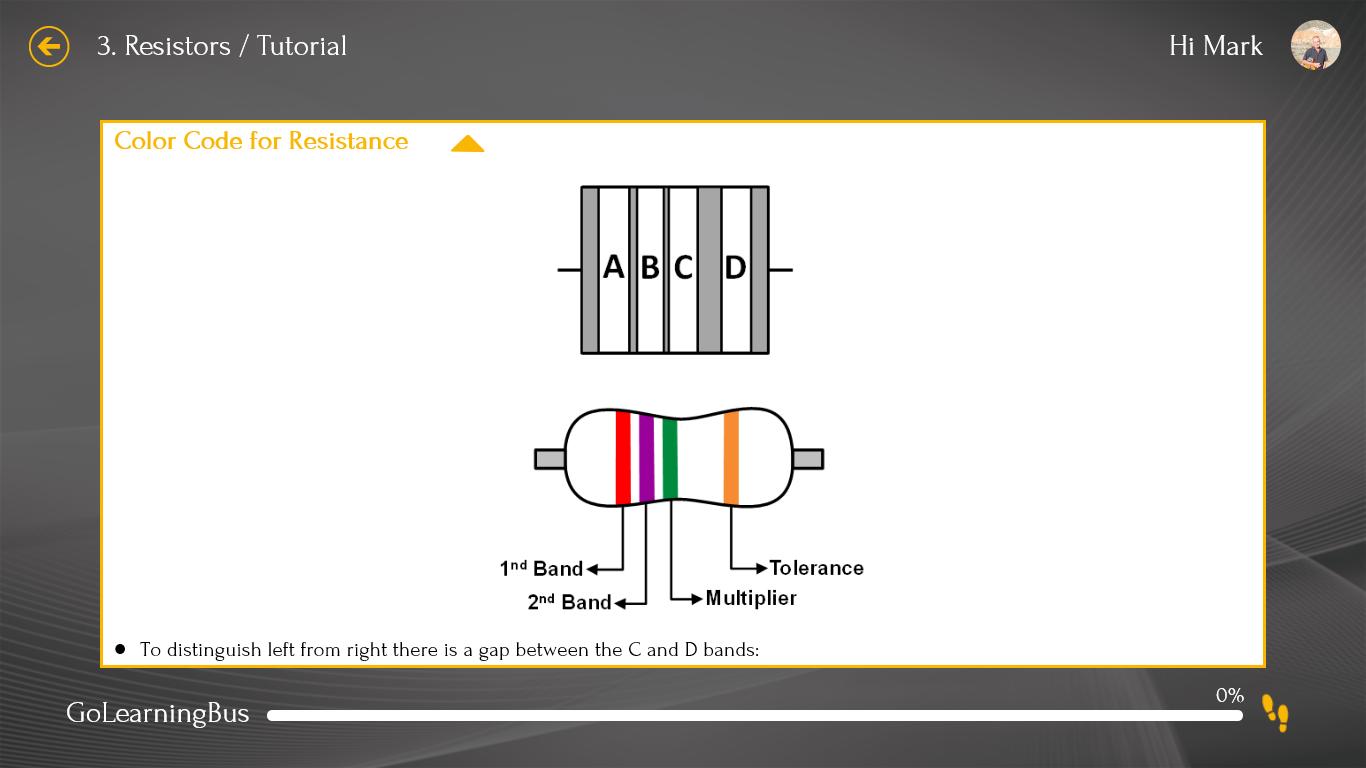 3. Resistors / Tutorial
Hi Mark
Color Code for Resistance
A B C D
1nd Band
Tolerance
2nd Band
Multiplier
● To distinguish left from right there is a gap between the C and D bands:
0%
GoLearningBus